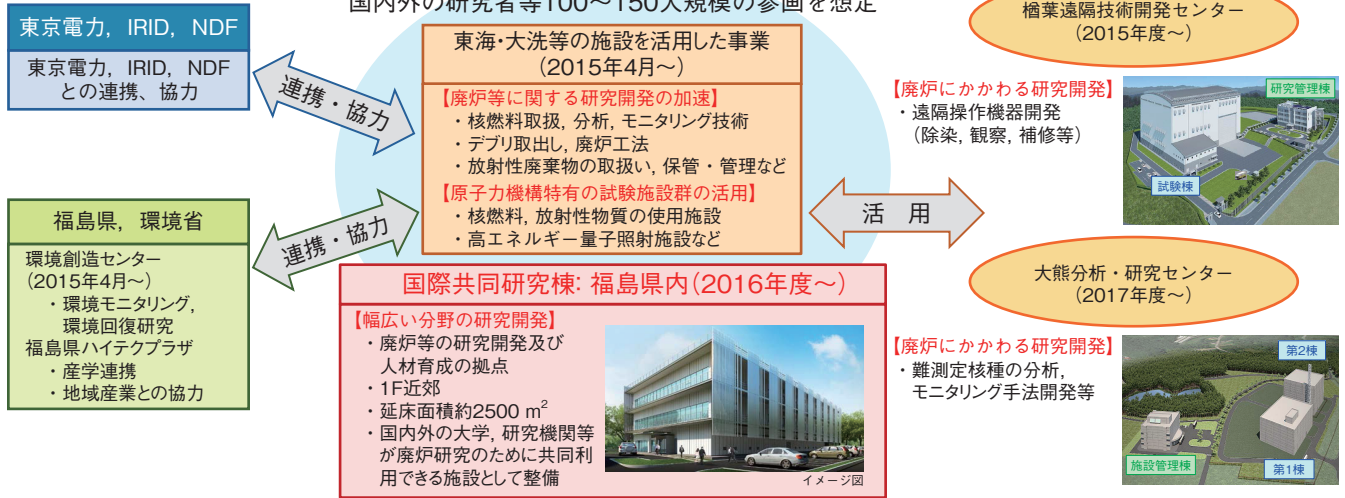 国内外の研究者等100～150人規模の参画を想定
東京電力, IRID, NDF
東京電力, IRID, NDF
との連携、協力
連携・協力
福島県, 環境省
環境創造センター
(2015年4月～)
・環境モニタリング,
環境回復研究
福島県ハイテクプラザ
・産学連携
・地域産業との協力
連携・協力
東海・大洗等の施設を活用した事業
(2015年4月～)
【廃炉等に関する研究開発の加速】
・核燃料取扱, 分析, モニタリング技術
・デブリ取出し, 廃炉工法
・放射性廃棄物の取扱い, 保管・管理など
【原子力機構特有の試験施設群の活用】
・核燃料, 放射性物質の使用施設
・高エネルギー量子照射施設など
国際共同研究棟: 福島県内(2016年度～)
【幅広い分野の研究開発】
・廃炉等の研究開発及び
人材育成の拠点
・1F近郊
・延床面積約2500 m²
・国内外の大学, 研究機関等
が廃炉研究のために共同利
用できる施設として整備
イメージ図
活　用
楢葉遠隔技術開発センター
(2015年度～)
【廃炉にかかわる研究開発】
・遠隔操作機器開発
(除染, 観察, 補修等)
研究管理棟
試験棟
大熊分析・研究センター
(2017年度～)
【廃炉にかかわる研究開発】
・難測定核種の分析,
モニタリング手法開発等
第2棟
施設管理棟
第1棟